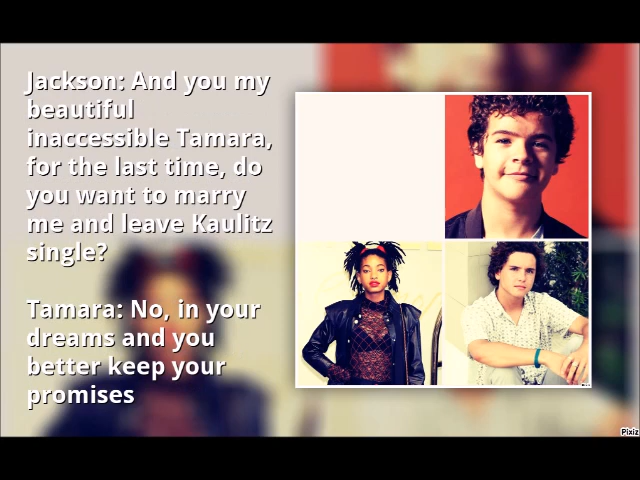 Jackson: And you my
beautiful
inaccessible Tamara,
for the last time, do
you want to marry
me and leave Kaulitz
single?
Tamara: No, in your
dreams and you
better keep your
promises
Pixiz